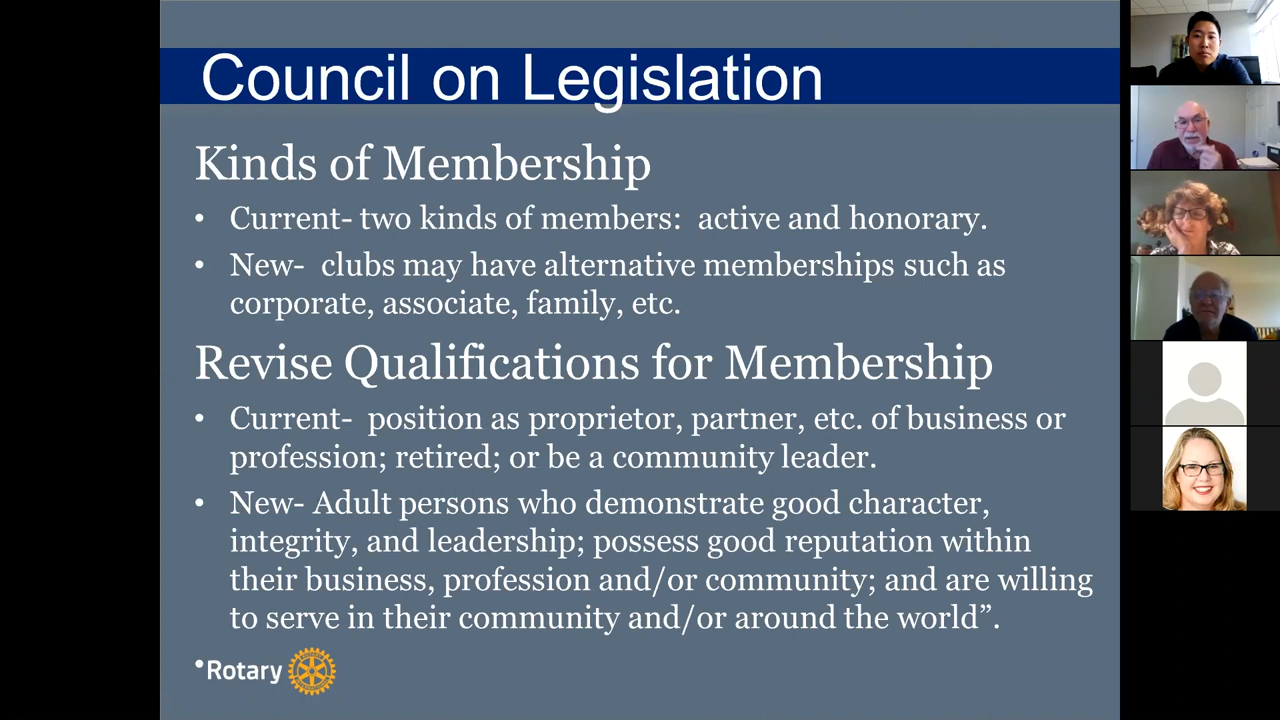 Council on Legislation
Kinds of Membership
• Current- two kinds of members:  active and honorary.
• New-  clubs may have alternative memberships such as
corporate, associate, family, etc.
Revise Qualifications for Membership
• Current-  position as proprietor, partner, etc. of business or
profession; retired; or be a community leader.
• New- Adult persons who demonstrate good character,
integrity, and leadership; possess good reputation within
their business, profession and/or community; and are willing
to serve in their community and/or around the world”.
•Rotary